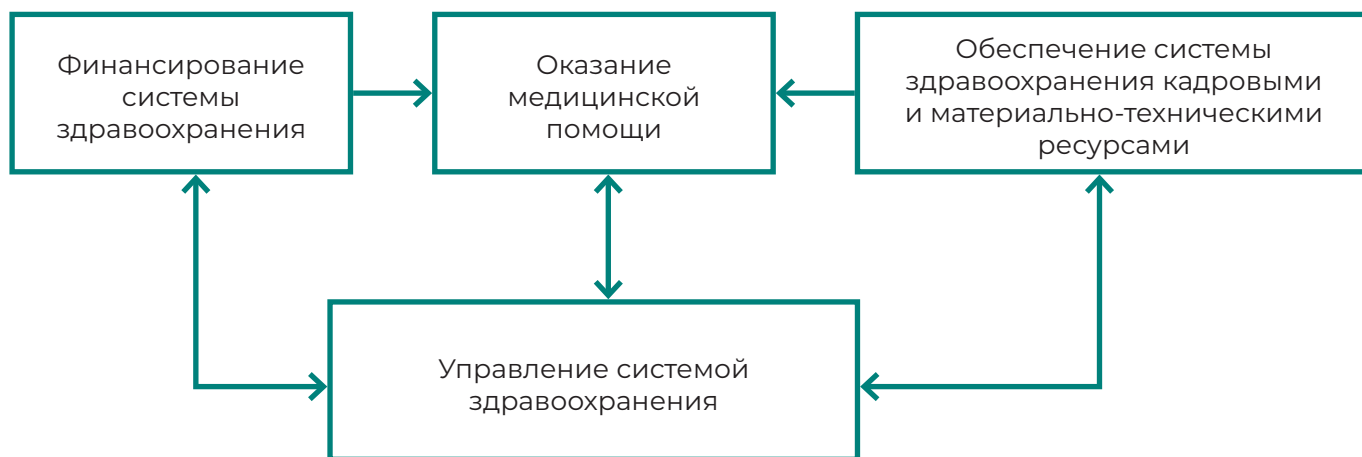 Финансирование
системы
здравоохранения
Оказание
медицинской
помощи
Обеспечение системы
здравоохранения кадровыми
и материально-техническими
ресурсами
Управление системой
здравоохранения